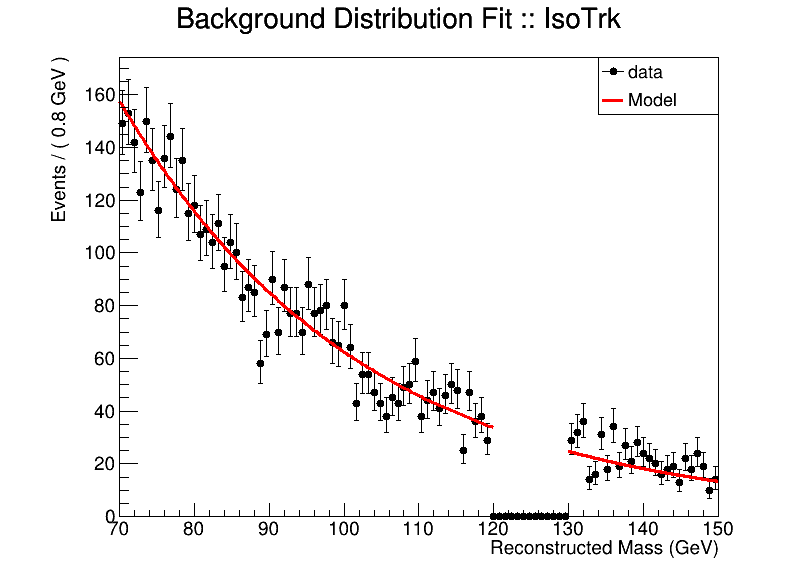 Background Distribution Fit :: IsoTrk
Events / ( 0.8 GeV )
data
Model
160
140
120
100
80
60
40
20
0
70 80 90 100 110 120 130 140 150
Reconstructed Mass (GeV)